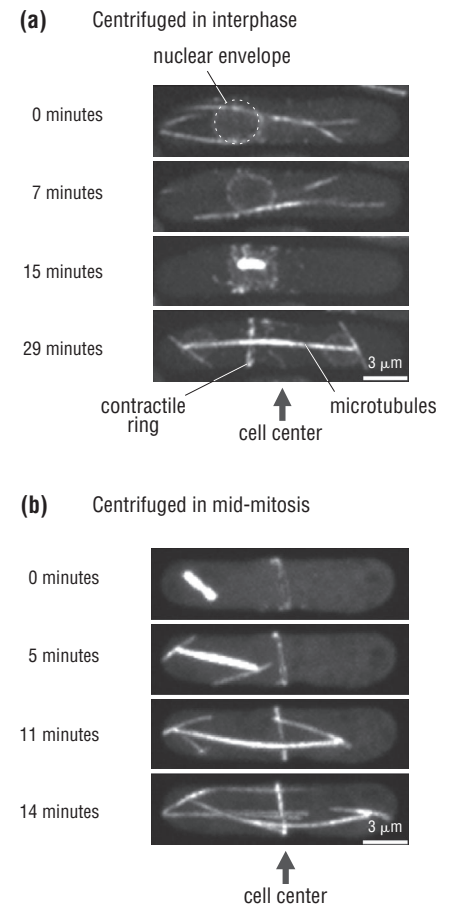 (a) Centrifuged in interphase
nuclear envelope
0 minutes
7 minutes
15 minutes
29 minutes
3 μm
contractile
ring
microtubules
cell center
(b) Centrifuged in mid-mitosis
0 minutes
5 minutes
11 minutes
14 minutes
3 μm
cell center